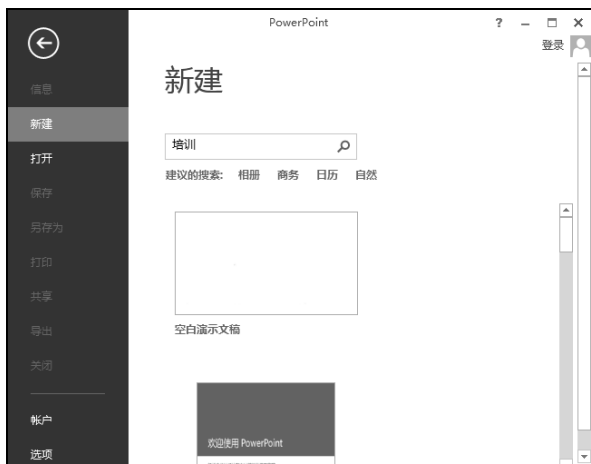 PowerPoint
?
登录
信息
新建
打开
保存
另存为
打印
共享
导出
关闭
帐户
选项
新建
培训
建议的搜索: 相册 商务 日历 自然
空白演示文稿
欢迎使用 PowerPoint